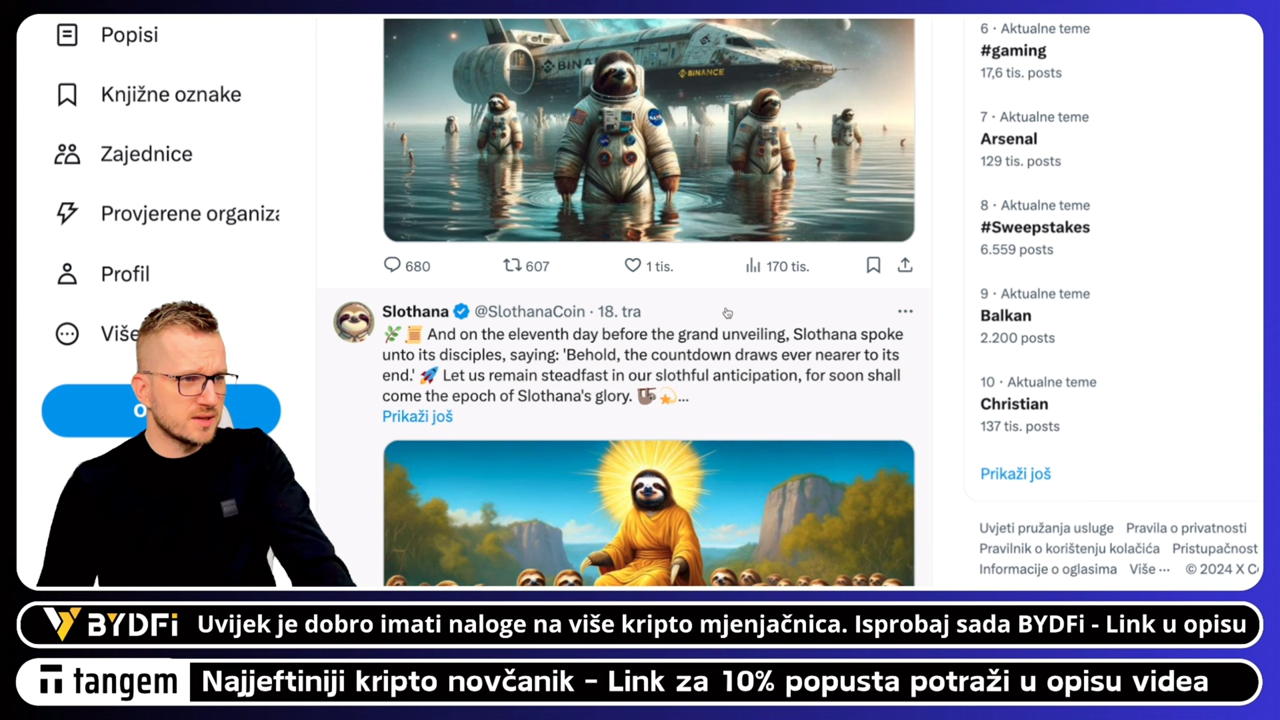 Popisi
Knjižne oznake
Zajednice
Provjerene organiza
Profil
Više
O
BINAN
BINANCE
NASA
680
607
1 tis.
170 tis.
Slothana @SlothanaCoin · 18. tra
And on the eleventh day before the grand unveiling, Slothana spoke
unto its disciples, saying: 'Behold, the countdown draws ever nearer to its
end.' Let us remain steadfast in our slothful anticipation, for soon shall
come the epoch of Slothana's glory. ...
Prikaži još
6 · Aktualne teme
#gaming
17,6 tis. posts
7 · Aktualne teme
Arsenal
129 tis. posts
8 · Aktualne teme
#Sweepstakes
6.559 posts
9 · Aktualne teme
Balkan
2.200 posts
10 · Aktualne teme
Christian
137 tis. posts
Prikaži još
Uvjeti pružanja usluge Pravila o privatnosti
Pravilnik o korištenju kolačića Pristupačnost
Informacije o oglasima Više ··· © 2024 X Co
BYDFi Uvijek je dobro imati naloge na više kripto mjenjačnica. Isprobaj sada BYDFi - Link u opisu
tangem Najjeftiniji kripto novčanik - Link za 10% popusta potraži u opisu videa